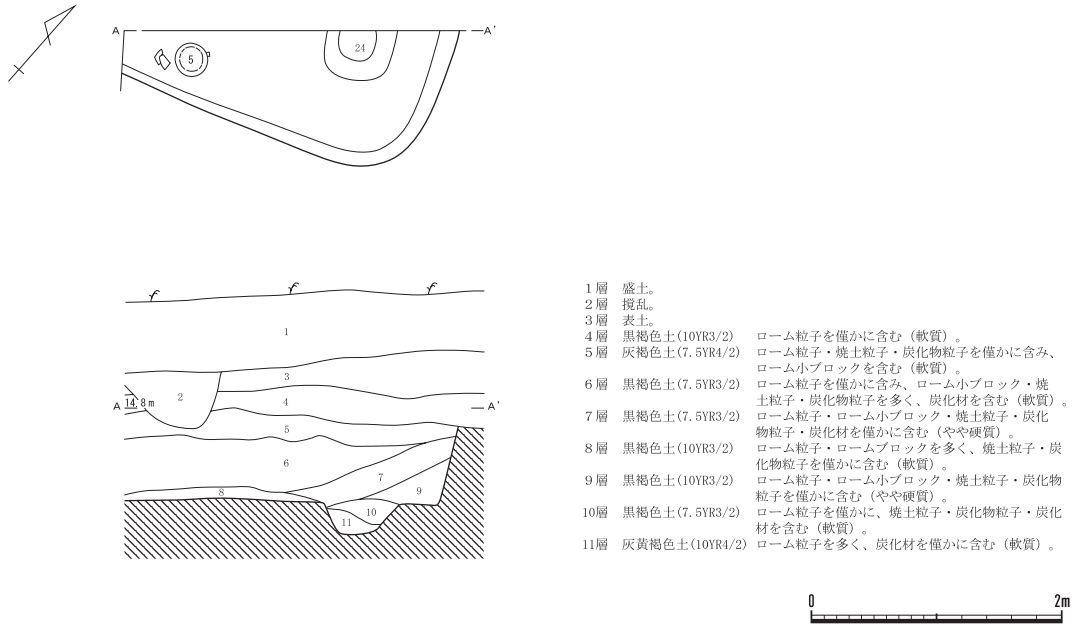 A
A'
5
24
1
2
3
4
A
14.8m
A'
5
6
7
8
9
10
11
1層 盛土。
2層 撹乱。
3層 表土。
4層 黒褐色土(10YR3/2) ローム粒子を僅かに含む（軟質）。
5層 灰褐色土(7.5YR4/2) ローム粒子・焼土粒子・炭化物粒子を僅かに含み、
ローム小ブロックを含む（軟質）。
6層 黒褐色土(7.5YR3/2) ローム粒子を僅かに含み、ローム小ブロック・焼
土粒子・炭化物粒子を多く、炭化材を含む（軟質）。
7層 黒褐色土(7.5YR3/2) ローム粒子・ローム小ブロック・焼土粒子・炭化
物粒子・炭化材を僅かに含む（やや硬質）。
8層 黒褐色土(10YR3/2) ローム粒子・ロームブロックを多く、焼土粒子・炭
化物粒子を僅かに含む（軟質）。
9層 黒褐色土(10YR3/2) ローム粒子・ローム小ブロック・焼土粒子・炭化物
粒子を僅かに含む（やや硬質）。
10層 黒褐色土(7.5YR3/2) ローム粒子を僅かに、焼土粒子・炭化物粒子・炭化
材を含む（軟質）。
11層 灰黄褐色土(10YR4/2) ローム粒子を多く、炭化材を僅かに含む（軟質）。
0
2m